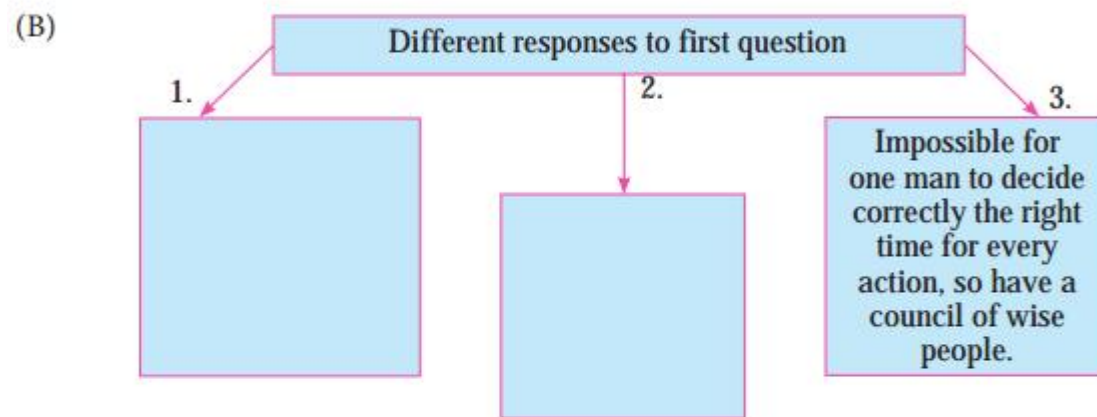 (B)
Different responses to first question
1.
2.
3.
Impossible for
one man to decide
correctly the right
time for every
action, so have a
council of wise
people.